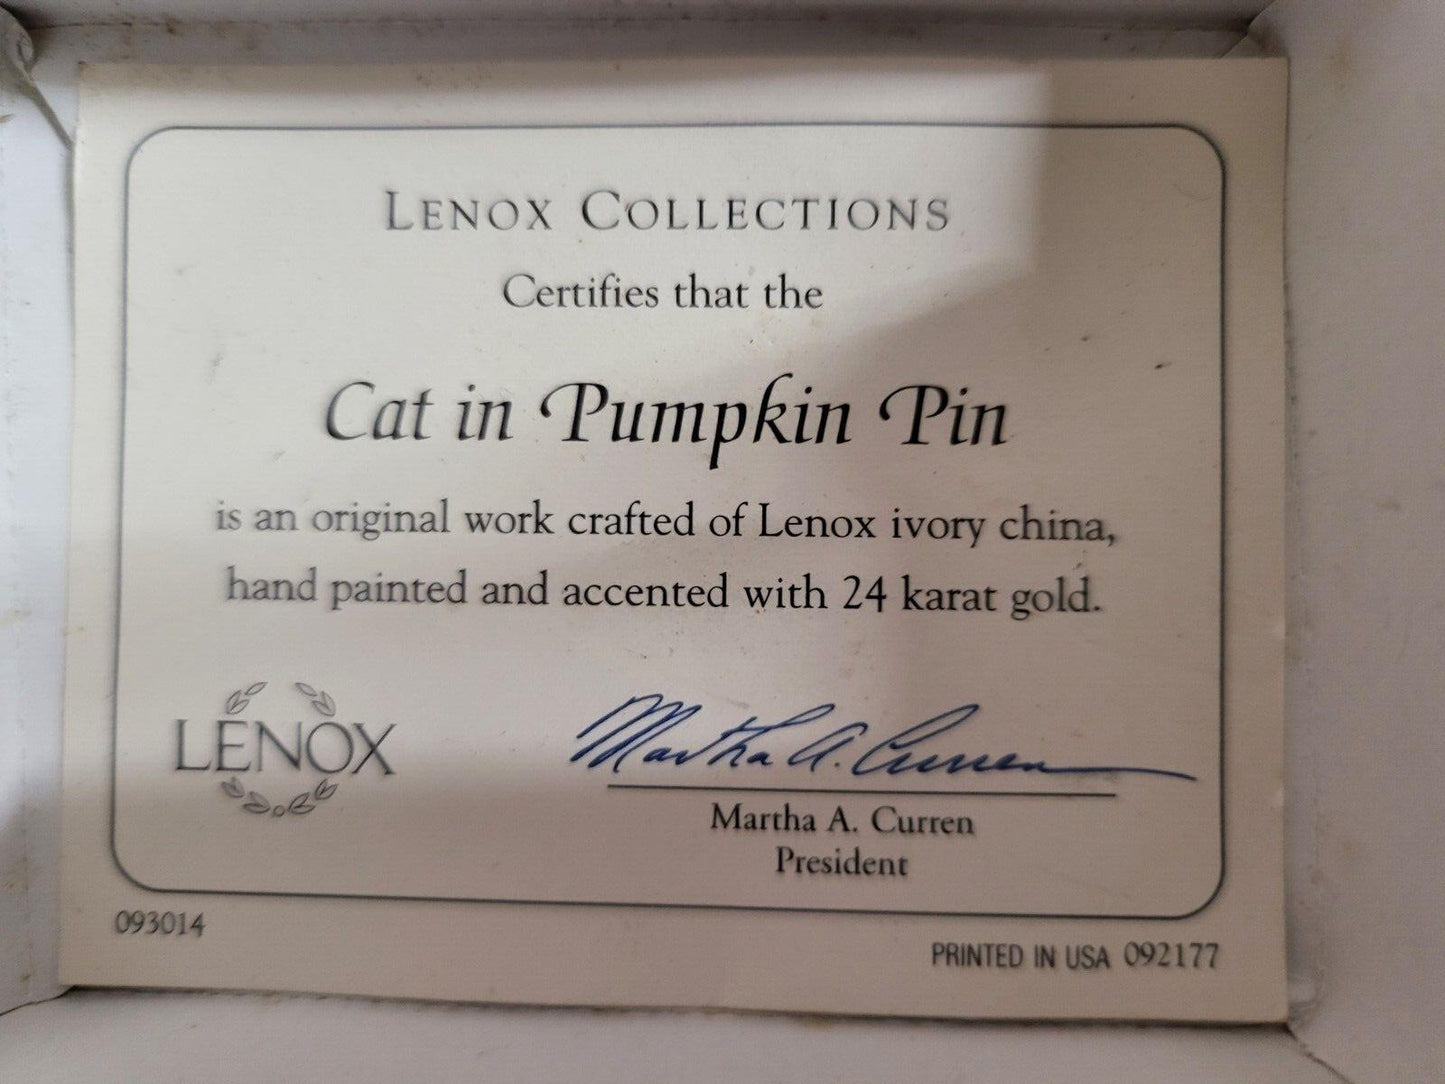 LENOX COLLECTIONS
Certifies that the
Cat in Pumpkin Pin
is an original work crafted of Lenox ivory china,
hand painted and accented with 24 karat gold.
LENOX
Martha A. Curren
Martha A. Curren
President
093014
PRINTED IN USA 092177